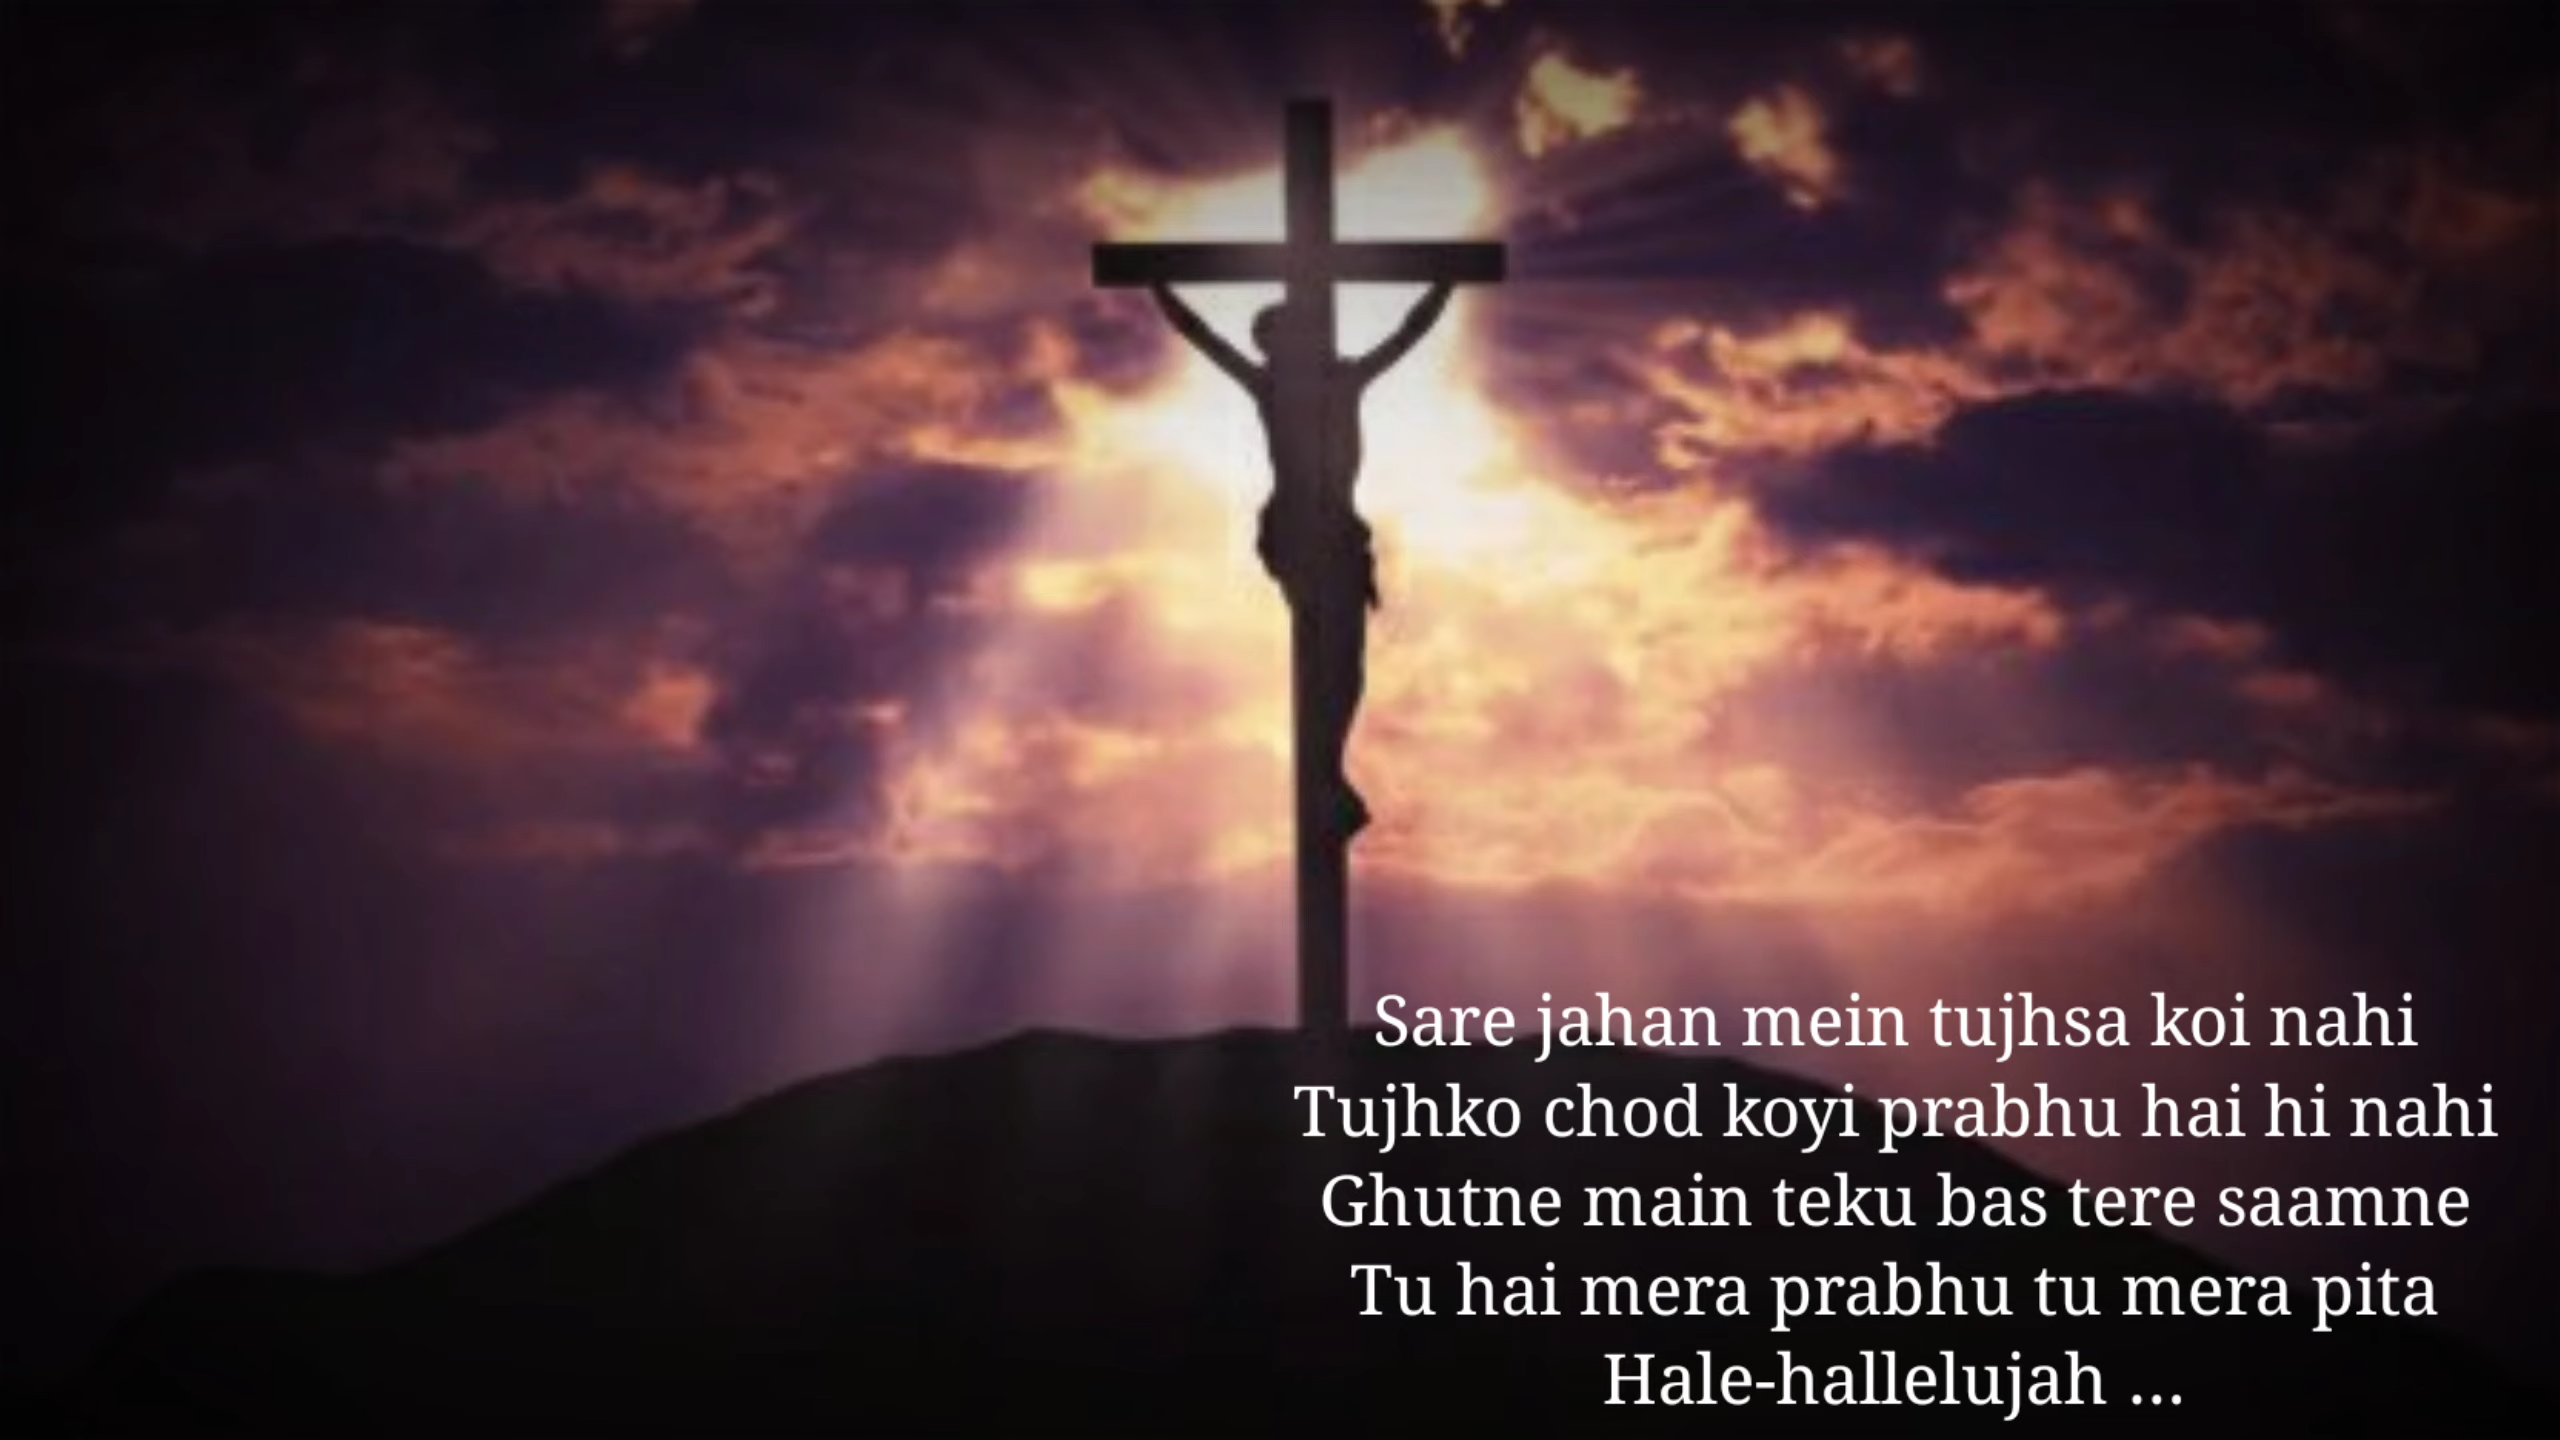 Sare jahan mein tujhsa koi nahi
Tujhko chod koyi prabhu hai hi nahi
Ghutne main teku bas tere saamne
Tu hai mera prabhu tu mera pita
Hale-hallelujah ...